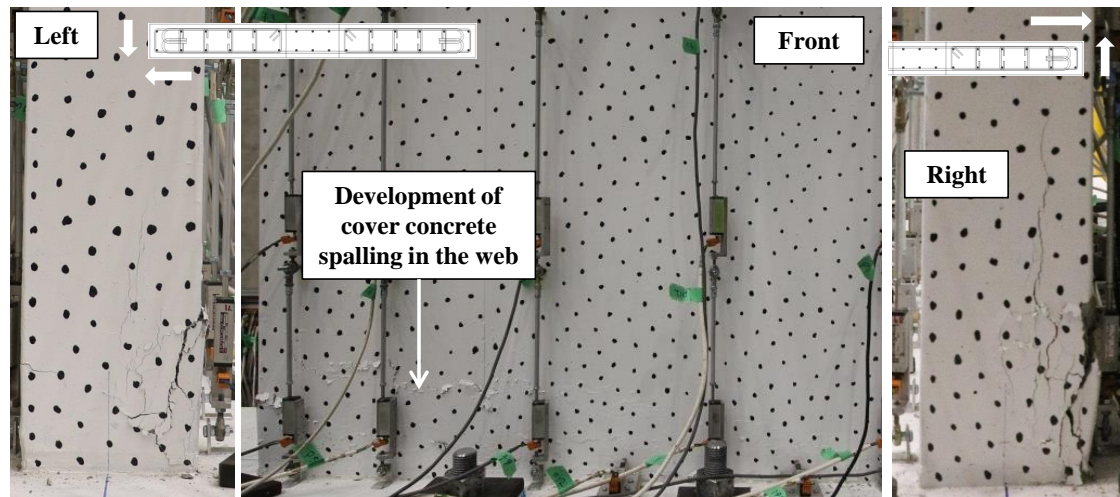 Left
Front
Development of
cover concrete
spalling in the web
Right